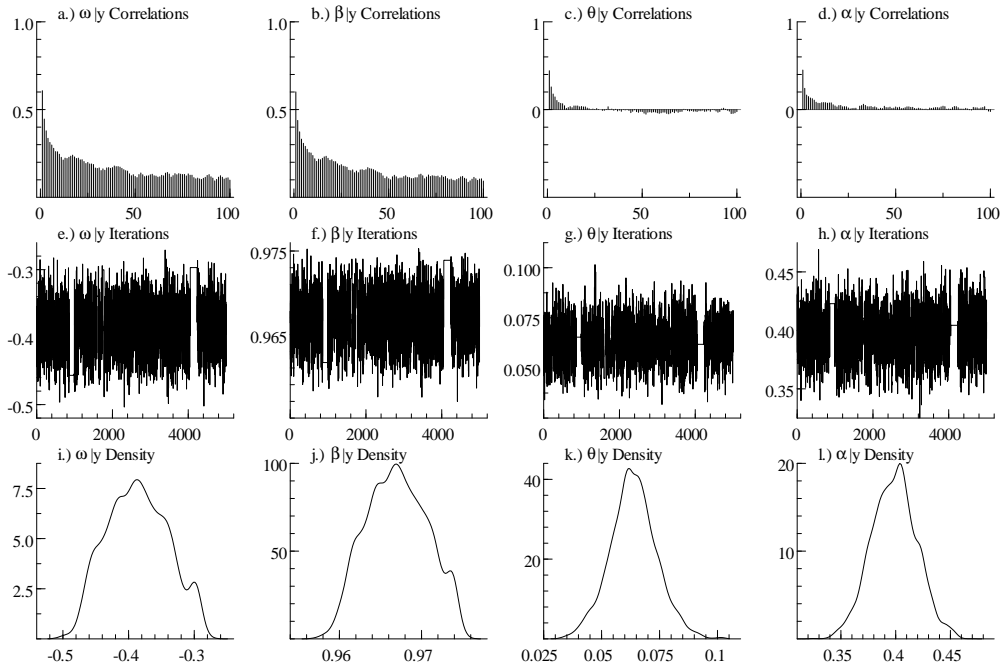 a.) ω|y Correlations
b.) β|y Correlations
c.) θ|y Correlations
d.) α|y Correlations
1.0
1.0
1
1
0.5
0.5
0
0
-1
-1
0 50 100
0 50 100
0 50 100
0 50 100
e.) ω|y Iterations
f.) β|y Iterations
g.) θ|y Iterations
h.) α|y Iterations
-0.3
-0.4
-0.5
0.975
0.965
0.100
0.075
0.050
0.45
0.40
0.35
0 2000 4000
0 2000 4000
0 2000 4000
0 2000 4000
i.) ω|y Density
j.) β|y Density
k.) θ|y Density
l.) α|y Density
7.5
5.0
2.5
100
50
40
20
20
10
-0.5 -0.4 -0.3
0.96 0.97
0.025 0.05 0.075 0.1
0.35 0.4 0.45